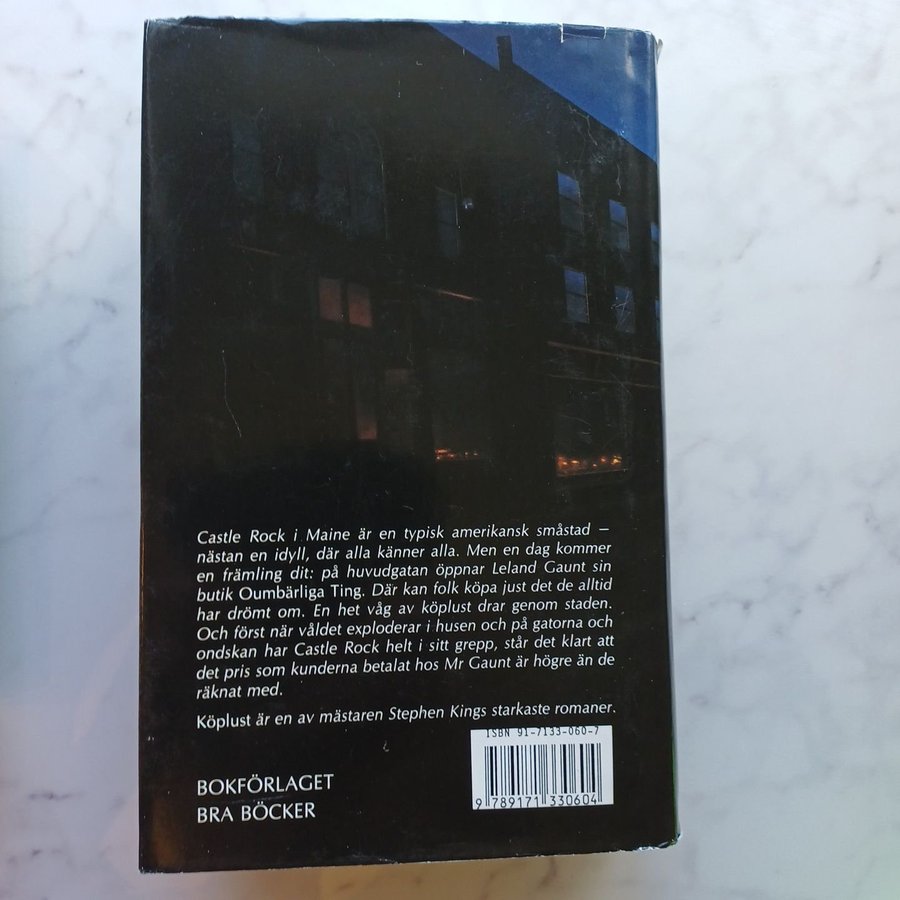 Castle Rock i Maine är en typisk amerikansk småstad –
nästan en idyll, där alla känner alla. Men en dag kommer
en främling dit: på huvudgatan öppnar Leland Gaunt sin
butik Oumbärliga Ting. Där kan folk köpa just det de alltid
har drömt om. En het våg av köplust drar genom staden.
Och först när våldet exploderar i husen och på gatorna och
ondskan har Castle Rock helt i sitt grepp, står det klart att
det pris som kunderna betalat hos Mr Gaunt är högre än de
räknat med.
Köplust är en av mästaren Stephen Kings starkaste romaner.
ISBN 91-7133-060-7
9 789171 330604
BOKFÖRLAGET
BRA BÖCKER